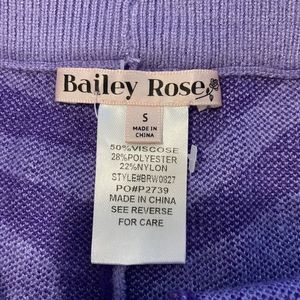 Bailey Rose
S
MADE IN
CHINA
50%VISCOSE
28%POLYESTER
22%NYLON
STYLE#BRW0827
PO#P2739
MADE IN CHINA
SEE REVERSE
FOR CARE